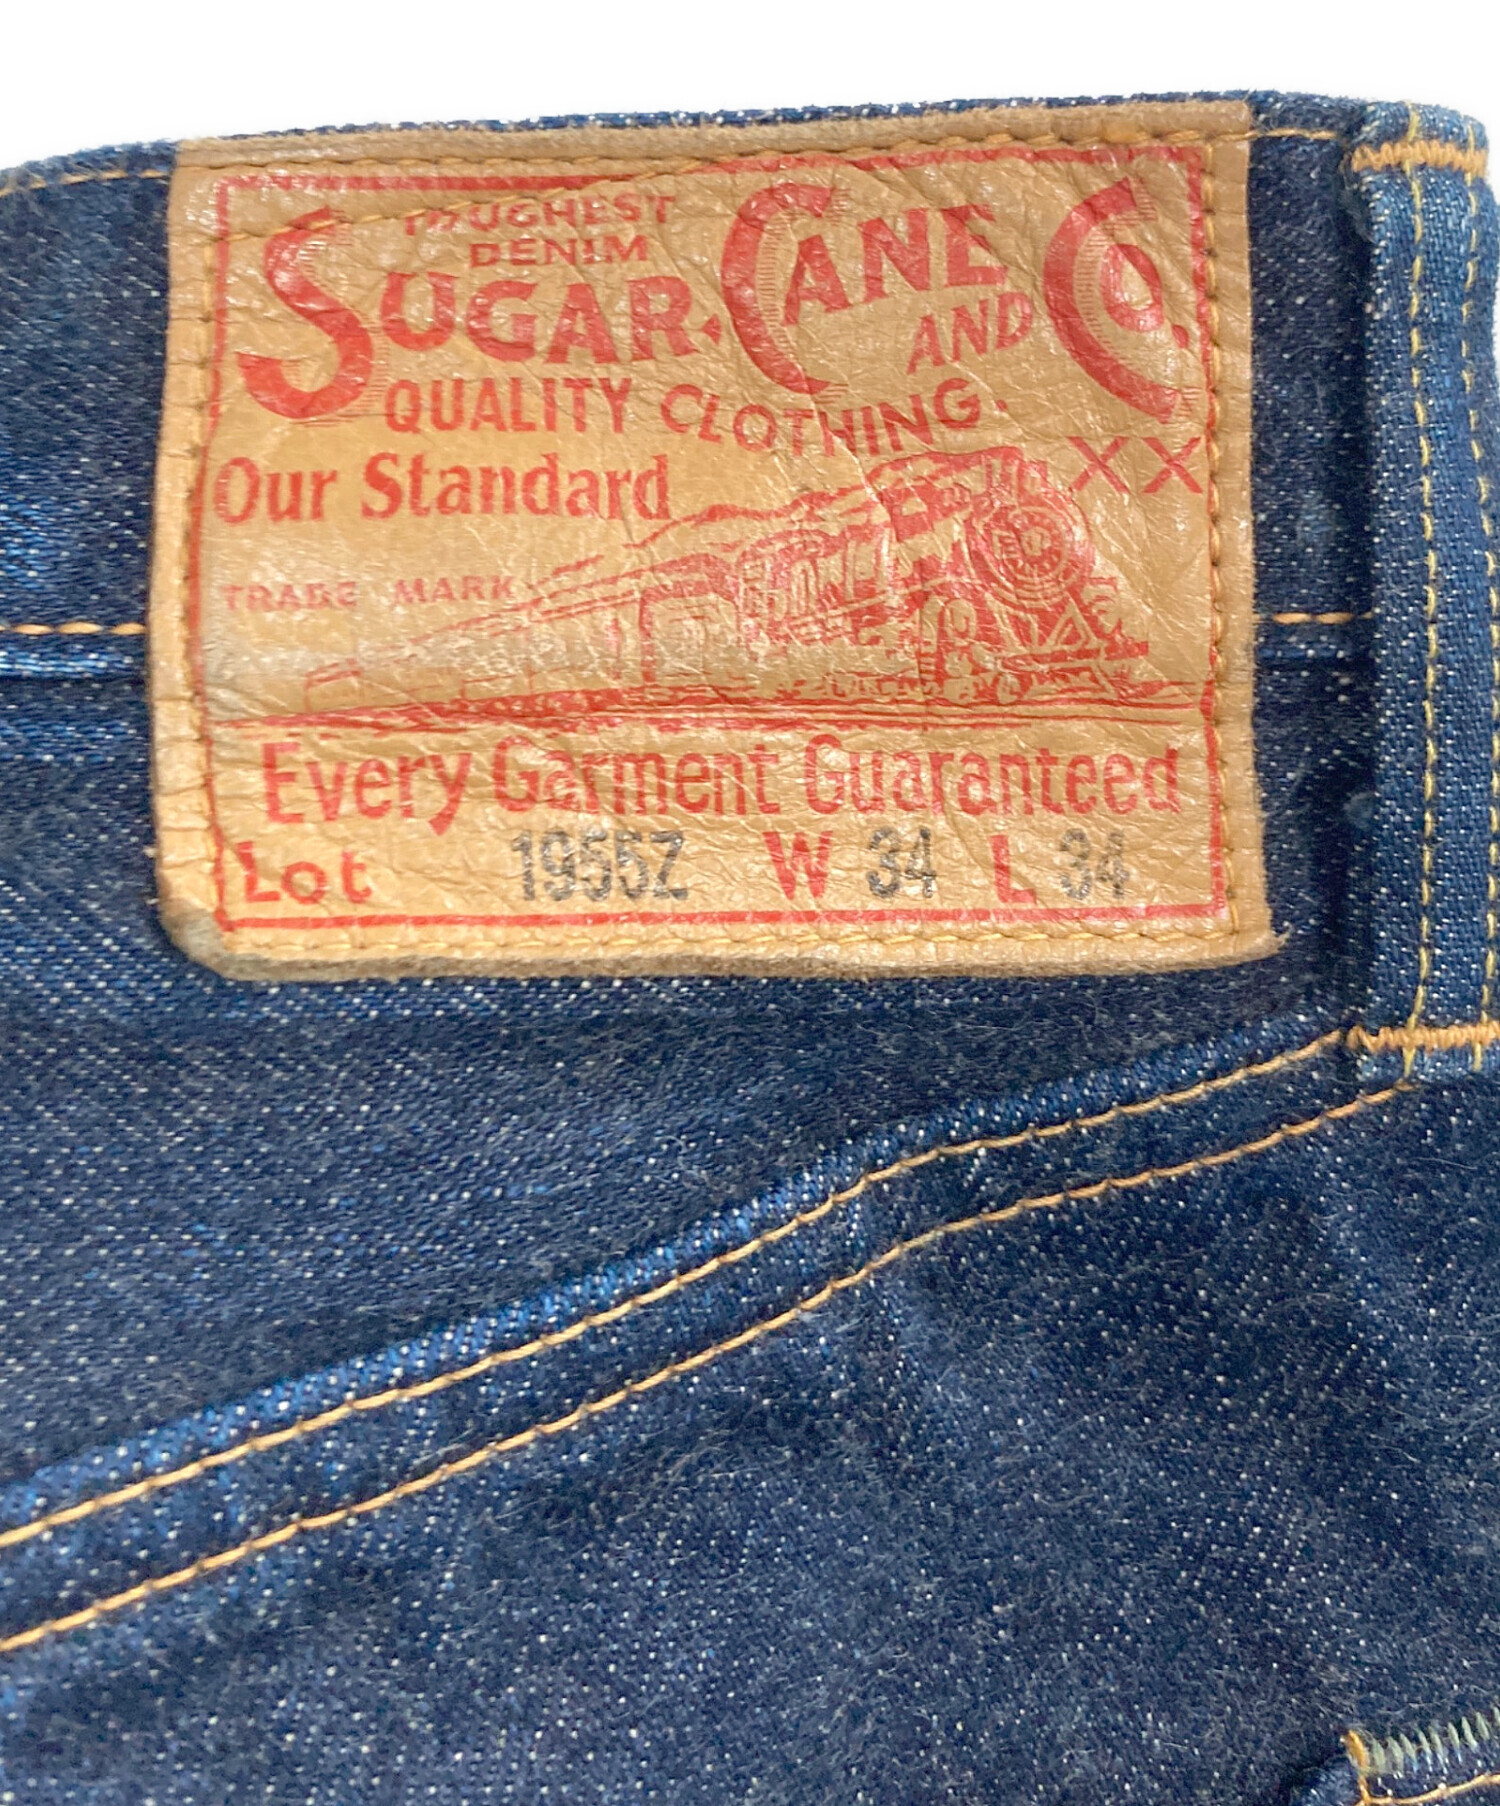 TOUGHEST
DENIM
SUGAR CANE AND CO.
QUALITY CLOTHING.
Our Standard XX
TRADE MARK
Every Garment Guaranteed
Lot 1955Z W 34 L 34